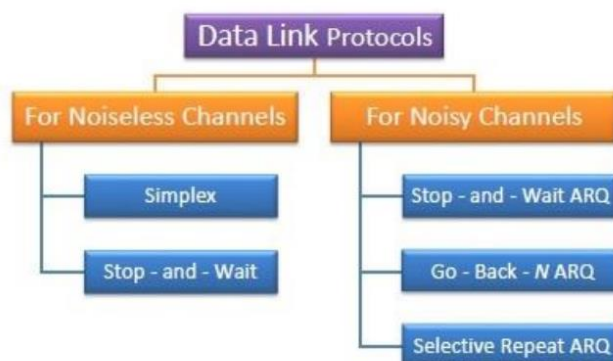 Data Link Protocols
For Noiseless Channels
Simplex
Stop - and - Wait
For Noisy Channels
Stop - and - Wait ARQ
Go - Back - N ARQ
Selective Repeat ARQ